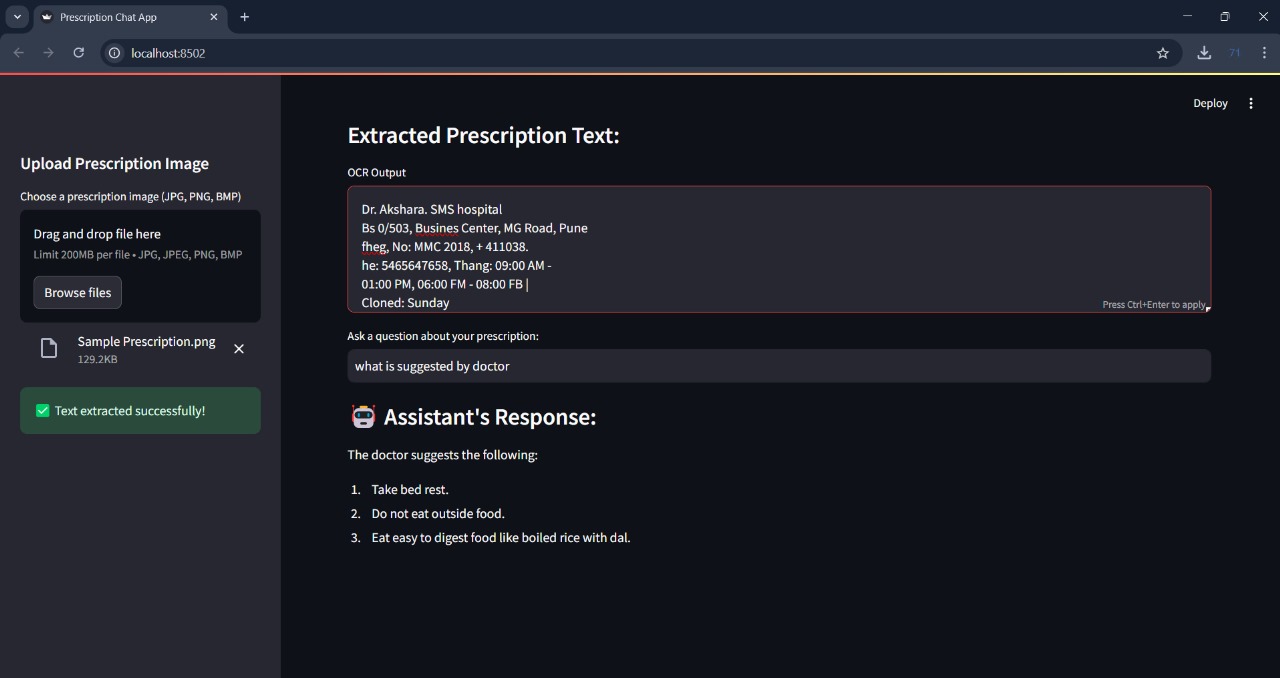 Prescription Chat App
localhost:8502
71
Deploy
Upload Prescription Image
Choose a prescription image (JPG, PNG, BMP)
Drag and drop file here
Limit 200MB per file • JPG, JPEG, PNG, BMP
Browse files
Sample Prescription.png
129.2KB
Text extracted successfully!
Extracted Prescription Text:
OCR Output
Dr. Akshara. SMS hospital
Bs 0/503, Busines Center, MG Road, Pune
fheg, No: MMC 2018, + 411038.
he: 5465647658, Thang: 09:00 AM -
01:00 PM, 06:00 FM - 08:00 FB |
Cloned: Sunday
Press Ctrl+Enter to apply
Ask a question about your prescription:
what is suggested by doctor
Assistant's Response:
The doctor suggests the following:
1. Take bed rest.
2. Do not eat outside food.
3. Eat easy to digest food like boiled rice with dal.